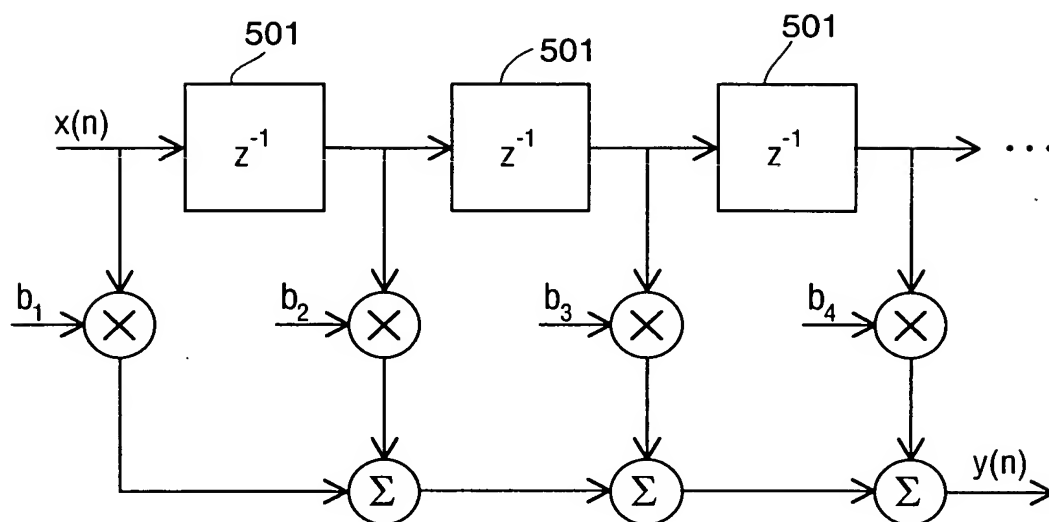 501 501 501
x(n) z⁻¹ z⁻¹ z⁻¹ ...
b₁ × b₂ × b₃ × b₄ ×
Σ Σ Σ y(n)